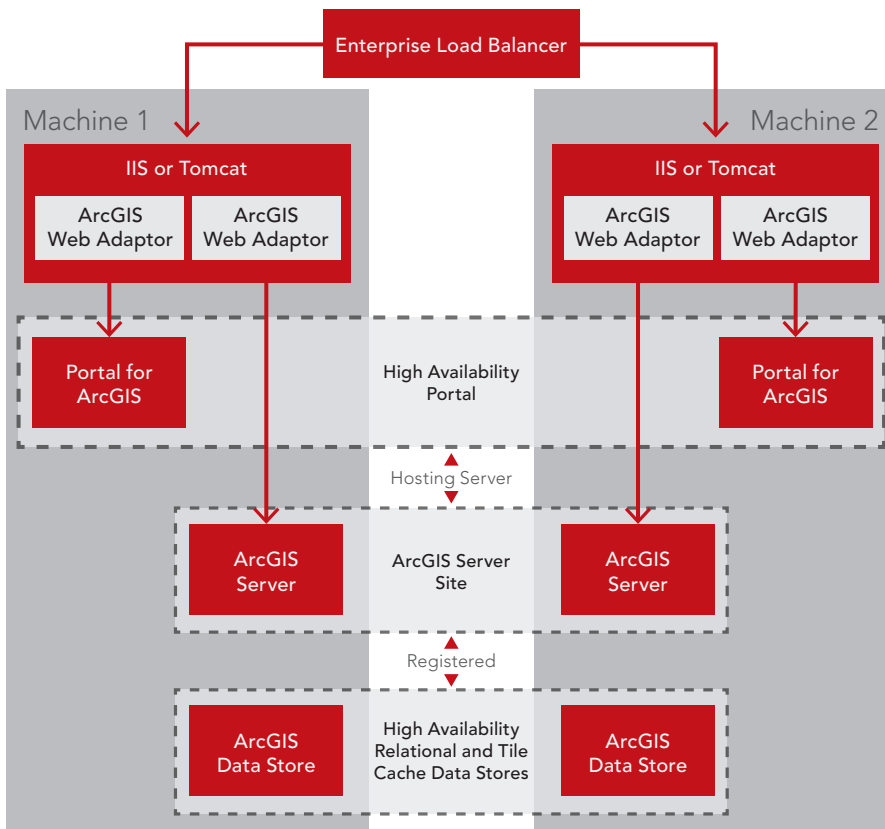 Enterprise Load Balancer
Machine 1
Machine 2
IIS or Tomcat
ArcGIS
Web Adaptor
ArcGIS
Web Adaptor
IIS or Tomcat
ArcGIS
Web Adaptor
ArcGIS
Web Adaptor
Portal for
ArcGIS
High Availability
Portal
Portal for
ArcGIS
Hosting Server
ArcGIS
Server
ArcGIS Server
Site
ArcGIS
Server
Registered
ArcGIS
Data Store
High Availability
Relational and Tile
Cache Data Stores
ArcGIS
Data Store